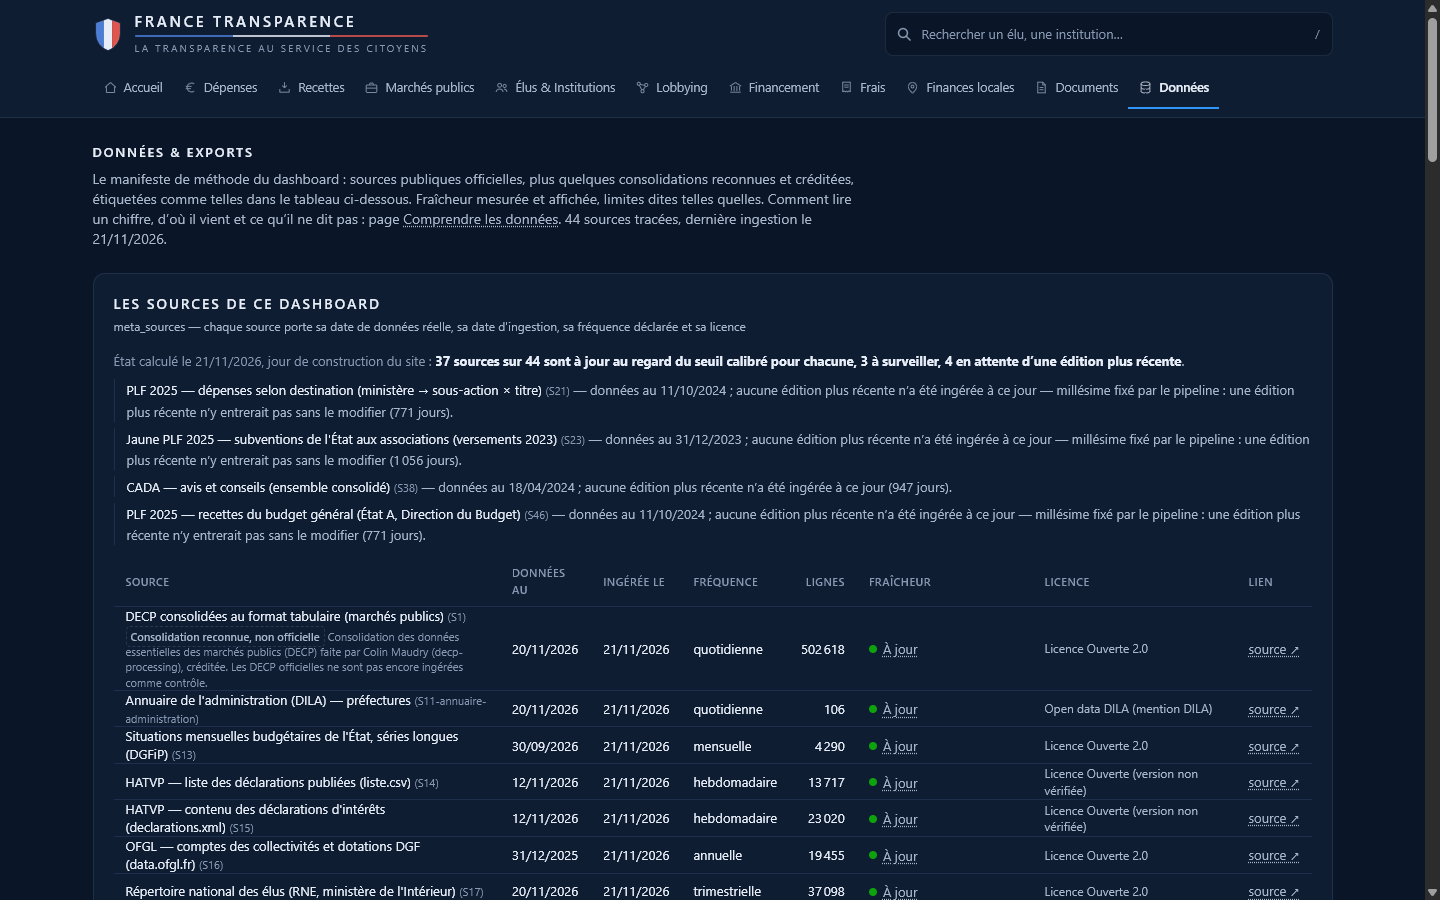 FRANCE TRANSPARENCE
LA TRANSPARENCE AU SERVICE DES CITOYENS
Rechercher un élu, une institution… /
Accueil Dépenses Recettes Marchés publics Élus & Institutions Lobbying Financement Frais Finances locales Documents Données
DONNÉES & EXPORTS
Le manifeste de méthode du dashboard : sources publiques officielles, plus quelques consolidations reconnues et créditées,
étiquetées comme telles dans le tableau ci-dessous. Fraîcheur mesurée et affichée, limites dites telles quelles. Comment lire
un chiffre, d’où il vient et ce qu’il ne dit pas : page Comprendre les données. 44 sources tracées, dernière ingestion le
21/11/2026.
LES SOURCES DE CE DASHBOARD
meta_sources — chaque source porte sa date de données réelle, sa date d’ingestion, sa fréquence déclarée et sa licence
État calculé le 21/11/2026, jour de construction du site : 37 sources sur 44 sont à jour au regard du seuil calibré pour chacune, 3 à surveiller, 4 en attente d’une édition plus récente.
PLF 2025 — dépenses selon destination (ministère → sous-action × titre) (S21) — données au 11/10/2024 ; aucune édition plus récente n’a été ingérée à ce jour — millésime fixé par le pipeline : une édition
plus récente n’y entrerait pas sans le modifier (771 jours).
Jaune PLF 2025 — subventions de l'État aux associations (versements 2023) (S23) — données au 31/12/2023 ; aucune édition plus récente n’a été ingérée à ce jour — millésime fixé par le pipeline : une édition
plus récente n’y entrerait pas sans le modifier (1 056 jours).
CADA — avis et conseils (ensemble consolidé) (S38) — données au 18/04/2024 ; aucune édition plus récente n’a été ingérée à ce jour (947 jours).
PLF 2025 — recettes du budget général (État A, Direction du Budget) (S46) — données au 11/10/2024 ; aucune édition plus récente n’a été ingérée à ce jour — millésime fixé par le pipeline : une édition plus
récente n’y entrerait pas sans le modifier (771 jours).
SOURCE DONNÉES AU INGÉRÉE LE FRÉQUENCE LIGNES FRAÎCHEUR LICENCE LIEN
DECP consolidées au format tabulaire (marchés publics) (S1)
Consolidation reconnue, non officielle Consolidation des données
essentielles des marchés publics (DECP) faite par Colin Maudry (decp-
processing), créditée. Les DECP officielles ne sont pas encore ingérées
comme contrôle.
20/11/2026 21/11/2026 quotidienne 502 618 À jour Licence Ouverte 2.0 source ↗
Annuaire de l'administration (DILA) — préfectures (S11-annuaire-
administration)
20/11/2026 21/11/2026 quotidienne 106 À jour Open data DILA (mention DILA) source ↗
Situations mensuelles budgétaires de l'État, séries longues
(DGFiP) (S13)
30/09/2026 21/11/2026 mensuelle 4 290 À jour Licence Ouverte 2.0 source ↗
HATVP — liste des déclarations publiées (liste.csv) (S14)
12/11/2026 21/11/2026 hebdomadaire 13 717 À jour Licence Ouverte (version non
vérifiée) source ↗
HATVP — contenu des déclarations d'intérêts
(declarations.xml) (S15)
12/11/2026 21/11/2026 hebdomadaire 23 020 À jour Licence Ouverte (version non
vérifiée) source ↗
OFGL — comptes des collectivités et dotations DGF
(data.ofgl.fr) (S16)
31/12/2025 21/11/2026 annuelle 19 455 À jour Licence Ouverte 2.0 source ↗
Répertoire national des élus (RNE, ministère de l'Intérieur) (S17)
20/11/2026 21/11/2026 trimestrielle 37 098 À jour Licence Ouverte 2.0 source ↗